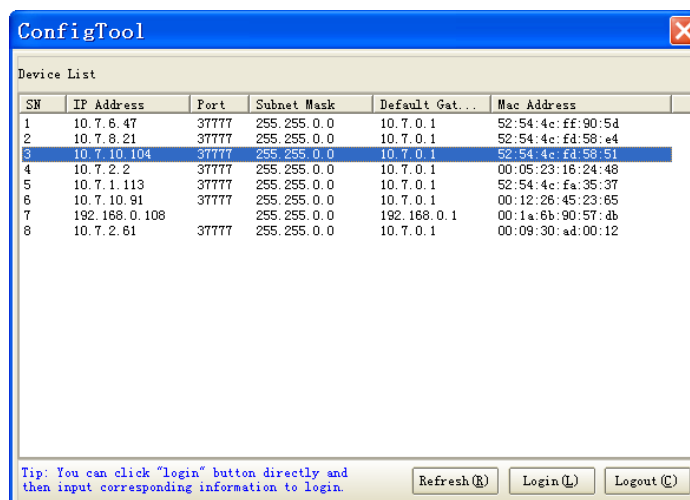 ConfigTool
Device List
SN IP Address Port Subnet Mask Default Gat... Mac Address
1 10.7.6.47 37777 255.255.0.0 10.7.0.1 52:54:4c:ff:90:5d
2 10.7.8.21 37777 255.255.0.0 10.7.0.1 52:54:4c:fd:58:e4
3 10.7.10.104 37777 255.255.0.0 10.7.0.1 52:54:4c:fd:58:51
4 10.7.2.2 37777 255.255.0.0 10.7.0.1 00:05:23:16:24:48
5 10.7.1.113 37777 255.255.0.0 10.7.0.1 52:54:4c:fa:35:37
6 10.7.10.91 37777 255.255.0.0 10.7.0.1 00:12:26:45:23:65
7 192.168.0.108 255.255.0.0 192.168.0.1 00:1a:6b:90:57:db
8 10.7.2.61 37777 255.255.0.0 10.7.0.1 00:09:30:ad:00:12
Tip: You can click "login" button directly and
then input corresponding information to login.
Refresh(R) Login(L) Logout(C)